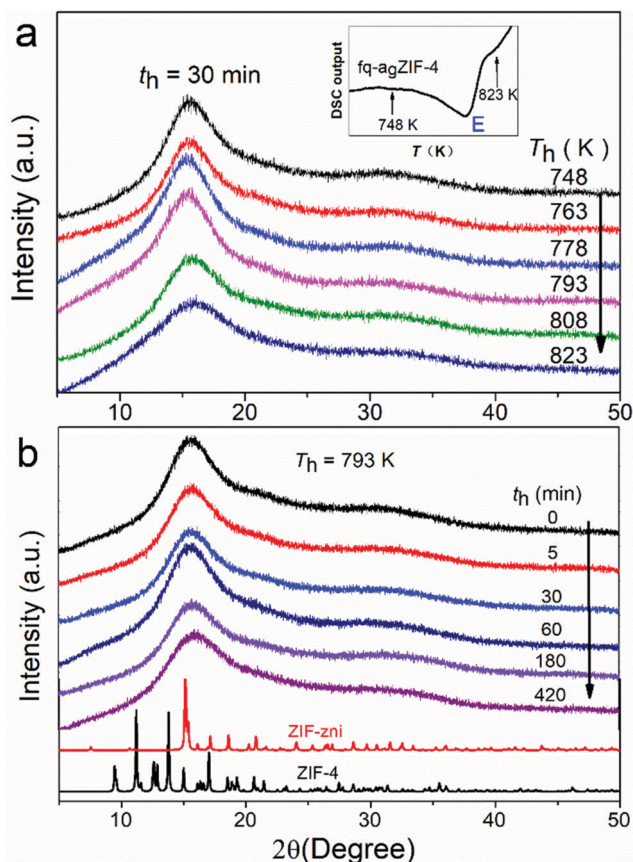 a
Intensity (a.u.)
t_h = 30 min
DSC output
fq-a_gZIF-4
748 K
823 K
E
T (K)
T_h ( K )
748
763
778
793
808
823
10 20 30 40 50
b
Intensity (a.u.)
T_h = 793 K
t_h (min)
0
5
30
60
180
420
ZIF-zni
ZIF-4
10 20 30 40 50
2θ(Degree)